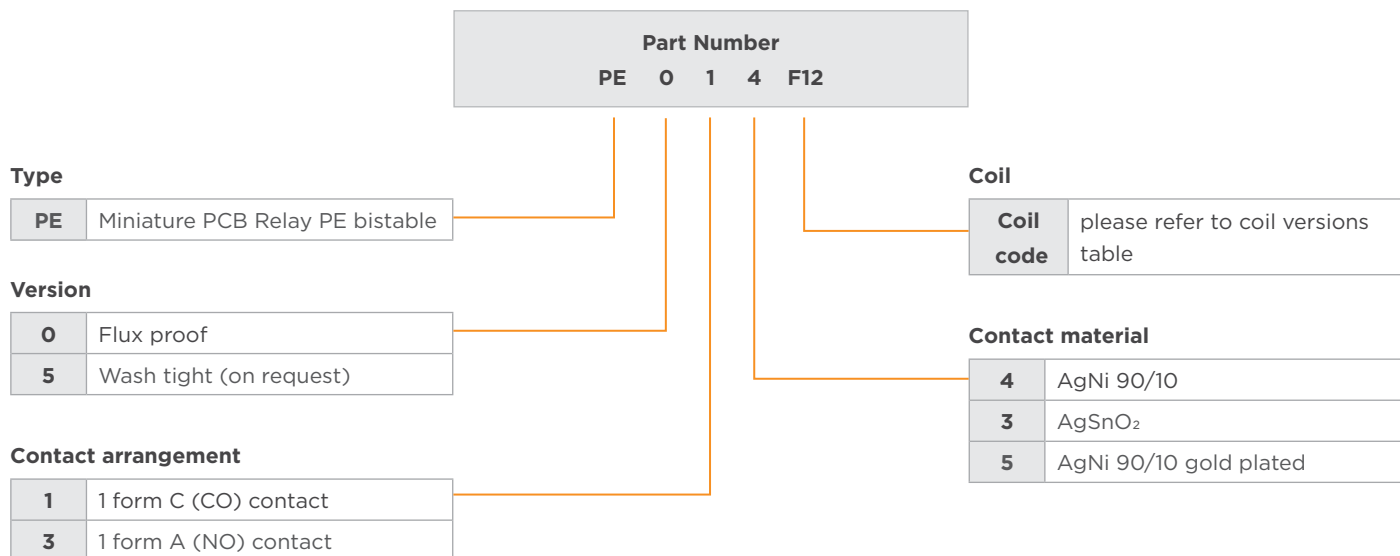 Part Number
PE 0 1 4 F12
Type
PE Miniature PCB Relay PE bistable
Version
0 Flux proof
5 Wash tight (on request)
Contact arrangement
1 1 form C (CO) contact
3 1 form A (NO) contact
Coil
Coil code please refer to coil versions
table
Contact material
4 AgNi 90/10
3 AgSnO₂
5 AgNi 90/10 gold plated